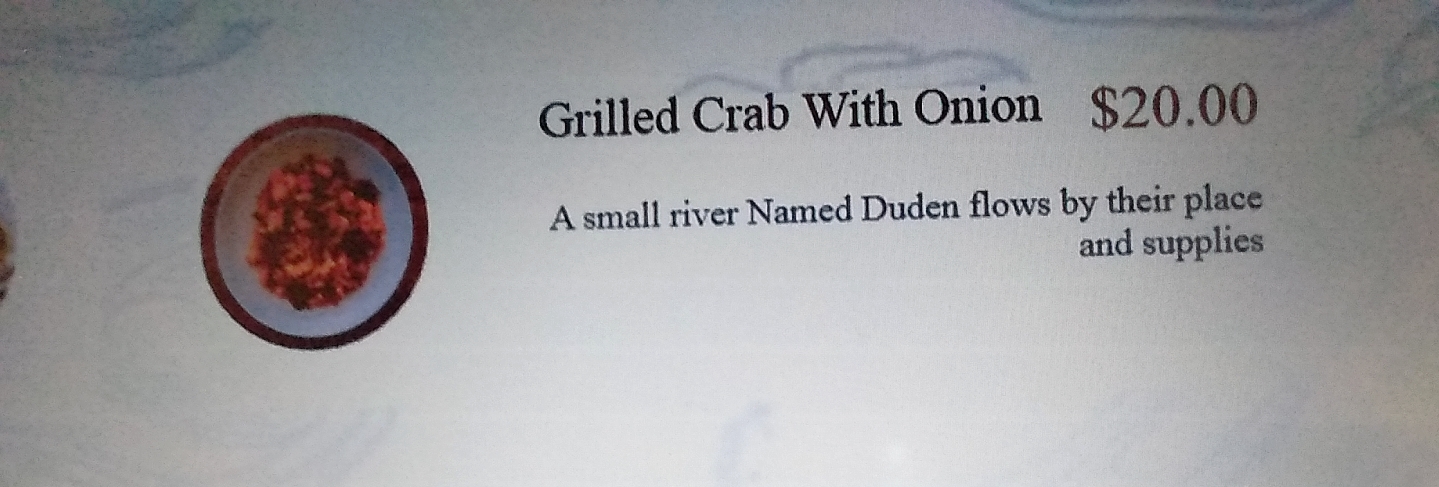 Grilled Crab With Onion $20.00
A small river Named Duden flows by their place
and supplies